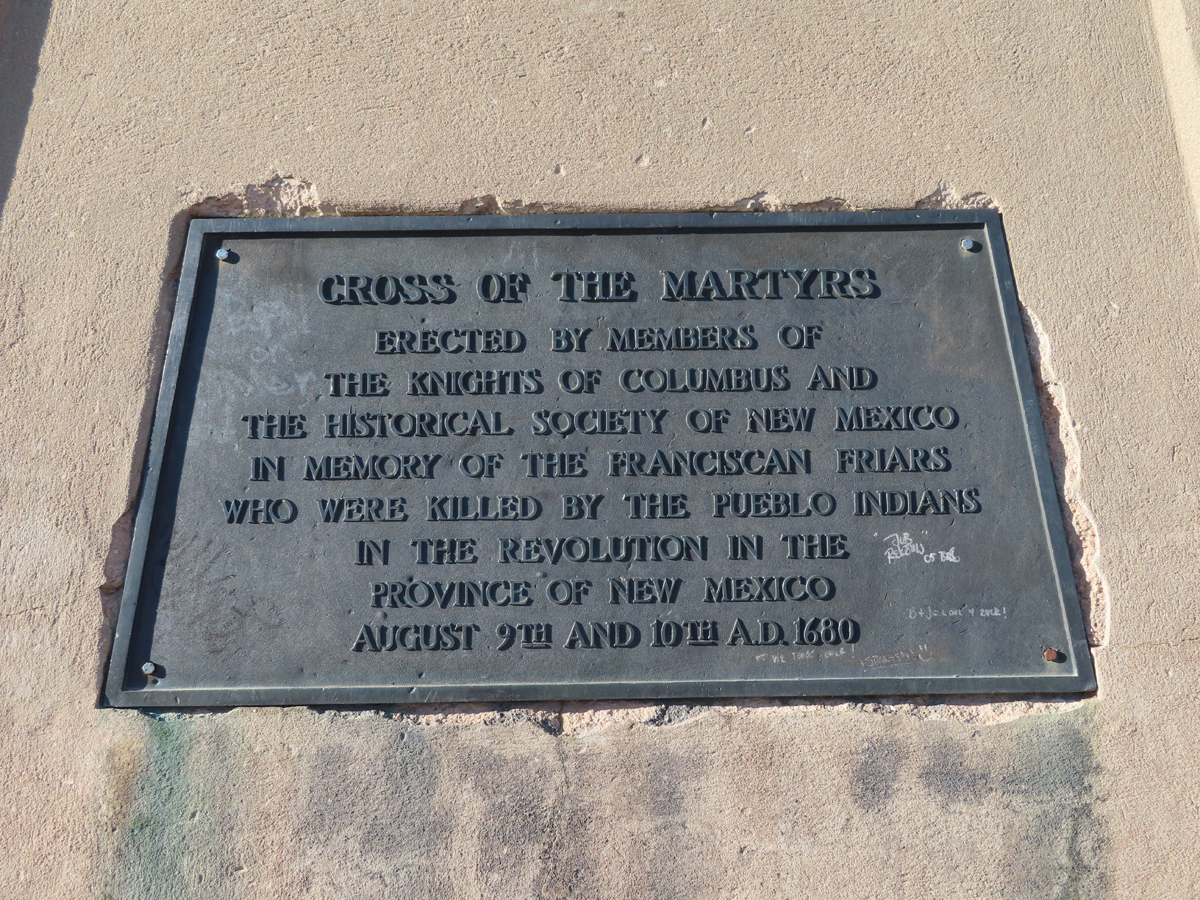 CROSS OF THE MARTYRS
ERECTED BY MEMBERS OF
THE KNIGHTS OF COLUMBUS AND
THE HISTORICAL SOCIETY OF NEW MEXICO
IN MEMORY OF THE FRANCISCAN FRIARS
WHO WERE KILLED BY THE PUEBLO INDIANS
IN THE REVOLUTION IN THE
PROVINCE OF NEW MEXICO
AUGUST 9TH AND 10TH A.D. 1680